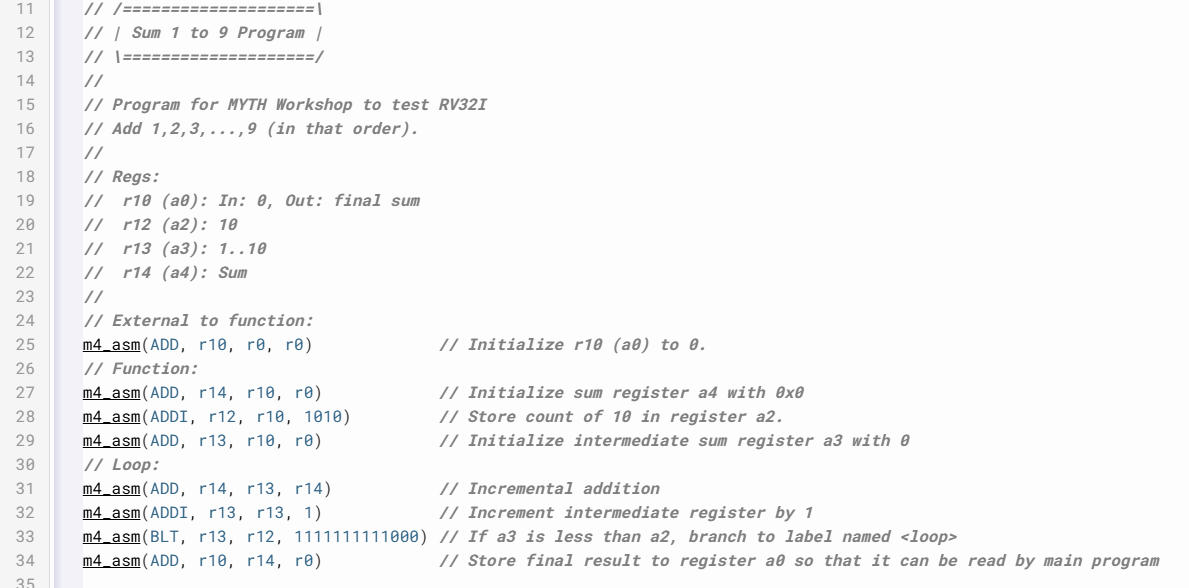 11 // /====================\
12 // | Sum 1 to 9 Program |
13 // \====================/
14 //
15 // Program for MYTH Workshop to test RV32I
16 // Add 1,2,3,...,9 (in that order).
17 //
18 // Regs:
19 //  r10 (a0): In: 0, Out: final sum
20 //  r12 (a2): 10
21 //  r13 (a3): 1..10
22 //  r14 (a4): Sum
23 //
24 // External to function:
25 m4_asm(ADD, r10, r0, r0)             // Initialize r10 (a0) to 0.
26 // Function:
27 m4_asm(ADD, r14, r10, r0)            // Initialize sum register a4 with 0x0
28 m4_asm(ADDI, r12, r10, 1010)         // Store count of 10 in register a2.
29 m4_asm(ADD, r13, r10, r0)            // Initialize intermediate sum register a3 with 0
30 // Loop:
31 m4_asm(ADD, r14, r13, r14)           // Incremental addition
32 m4_asm(ADDI, r13, r13, 1)            // Increment intermediate register by 1
33 m4_asm(BLT, r13, r12, 1111111111000) // If a3 is less than a2, branch to label named <loop>
34 m4_asm(ADD, r10, r14, r0)            // Store final result to register a0 so that it can be read by main program
35